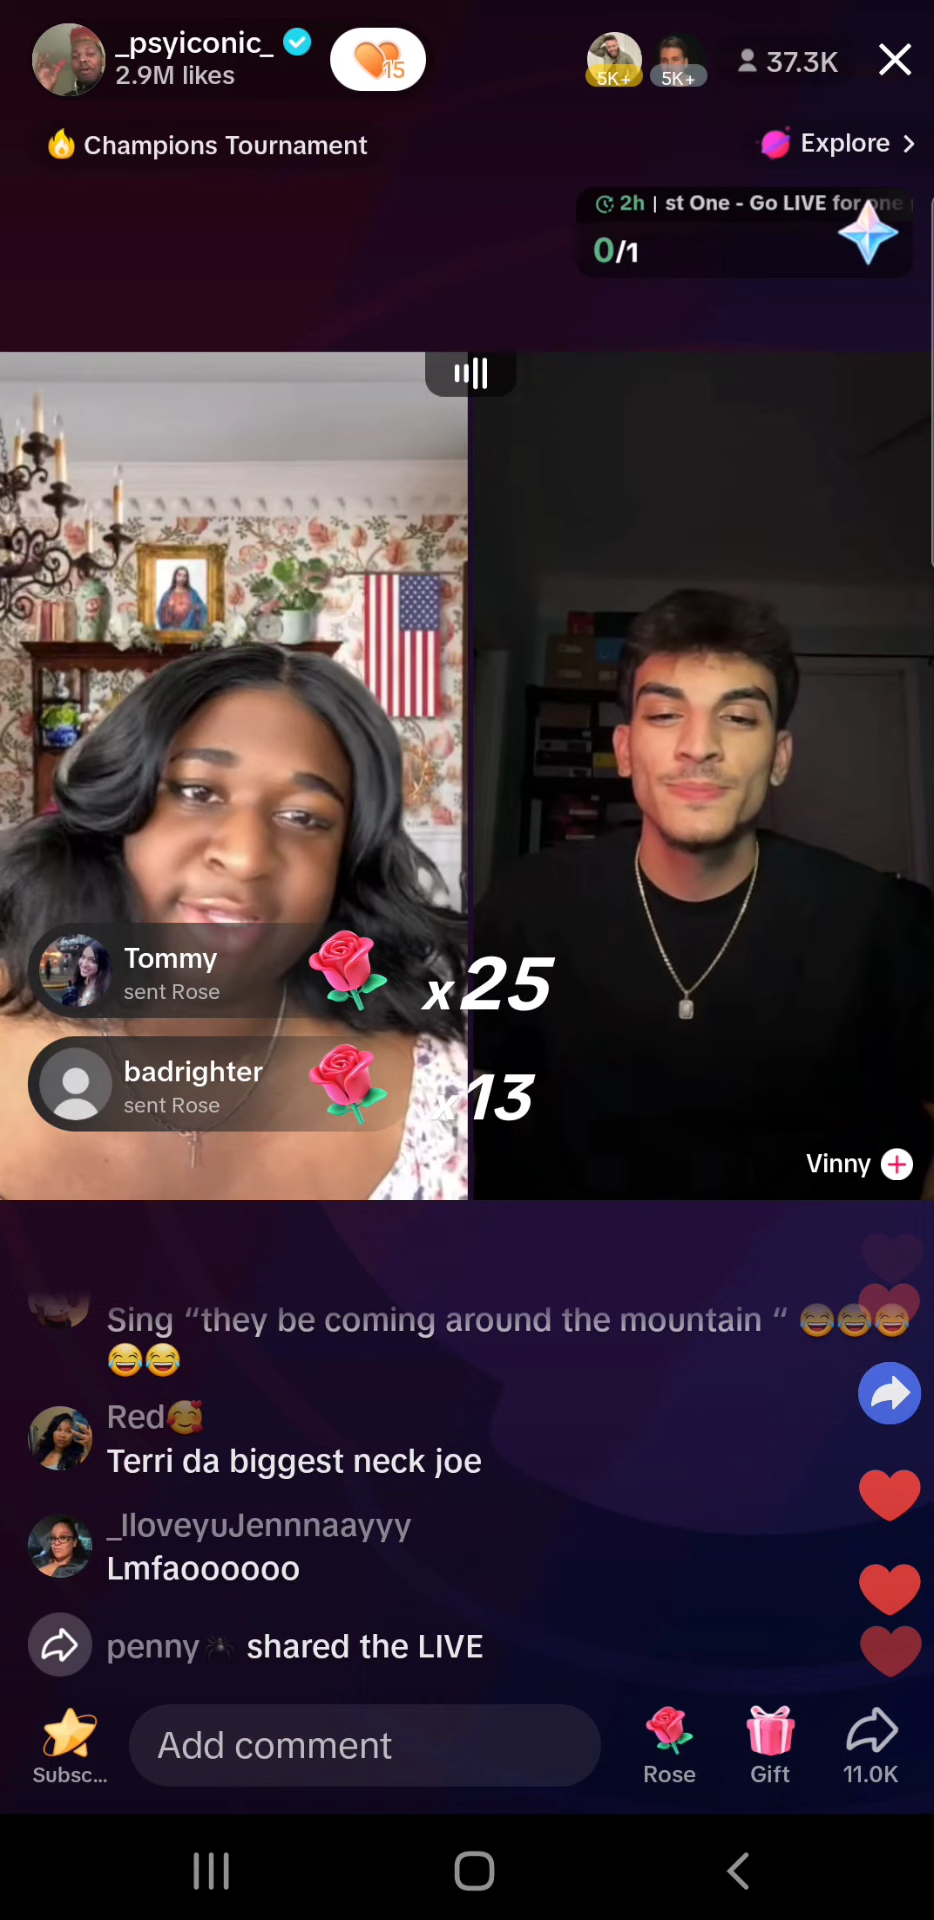 _psyiconic_
2.9M likes
15
5K+
5K+
37.3K
Champions Tournament
Explore >
2h | st One - Go LIVE for one
0/1
Tommy
sent Rose
x25
badrighter
sent Rose
x13
Vinny
Sing “they be coming around the mountain “ 😂😂😂
😂😂
Red🥰
Terri da biggest neck joe
_IloveyuJennnaayyy
Lmfaoooooo
penny🕷 shared the LIVE
Add comment
Subsc...
Rose
Gift
11.0K